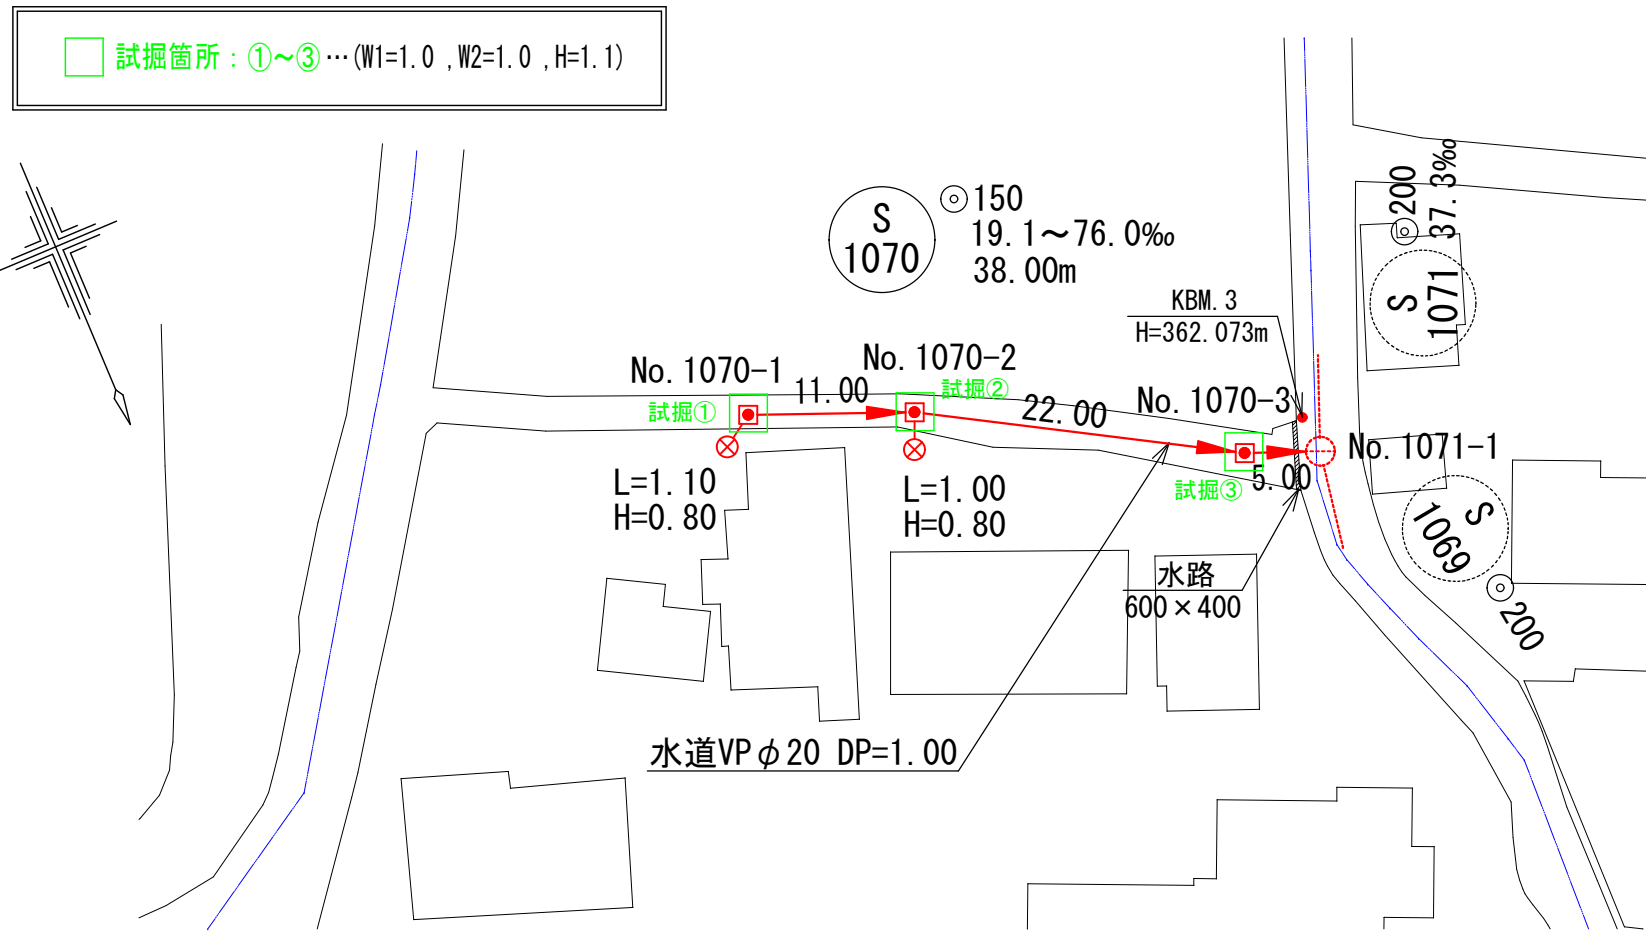 試掘箇所：①～③…(W1=1.0 ,W2=1.0 ,H=1.1)
S
1070
150
19.1～76.0‰
38.00m
200
37.3‰
S
1071
KBM.3
H=362.073m
No.1070-1
11.00
No.1070-2
試掘①
試掘②
22.00
No.1070-3
No.1071-1
試掘③
5.00
L=1.10
H=0.80
L=1.00
H=0.80
S
1069
200
水路
600×400
水道VPφ20 DP=1.00